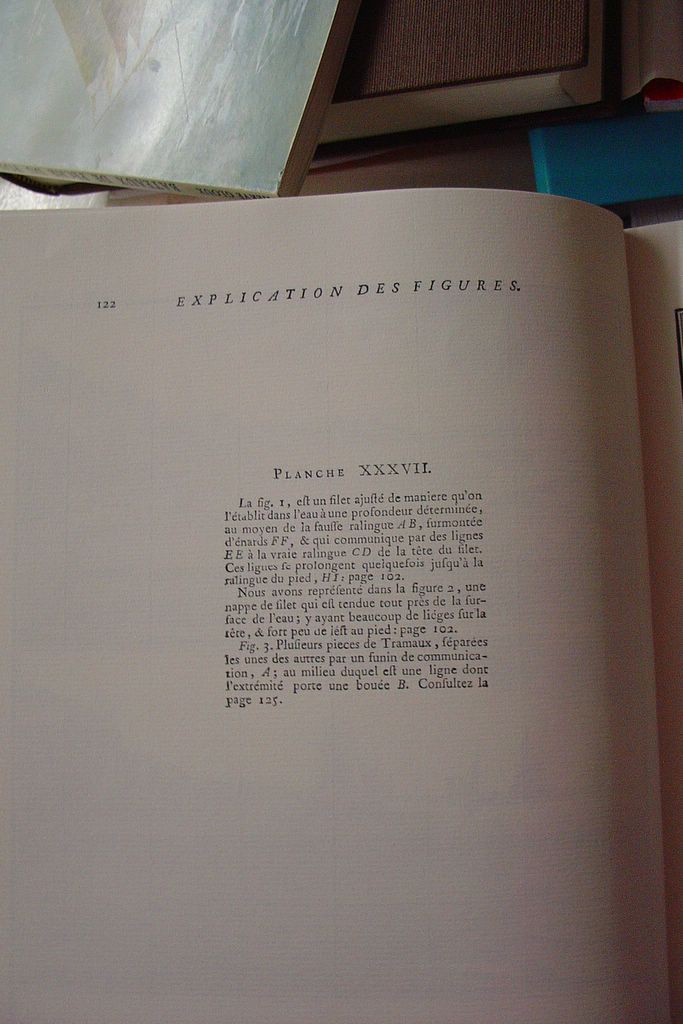 122
EXPLICATION DES FIGURES.
PLANCHE XXXVII.
La fig. 1, eſt un filet ajuſté de maniere qu'on
l'établit dans l'eau à une profondeur déterminée,
au moyen de la fauſſe ralingue AB, ſurmontée
d'énards FF, & qui communique par des lignes
EE à la vraie ralingue CD de la tête du filet.
Ces lignes ſe prolongent quelquefois juſqu'à la
ralingue du pied, HI: page 102.
Nous avons repréſenté dans la figure 2, une
nappe de filet qui eſt tendue tout près de la ſur-
face de l'eau; y ayant beaucoup de liéges ſur la
tête, & fort peu de leſt au pied: page 102.
Fig. 3. Pluſieurs pieces de Tramaux, ſéparées
les unes des autres par un funin de communica-
tion, A; au milieu duquel eſt une ligne dont
l'extrémité porte une bouée B. Conſultez la
page 125.